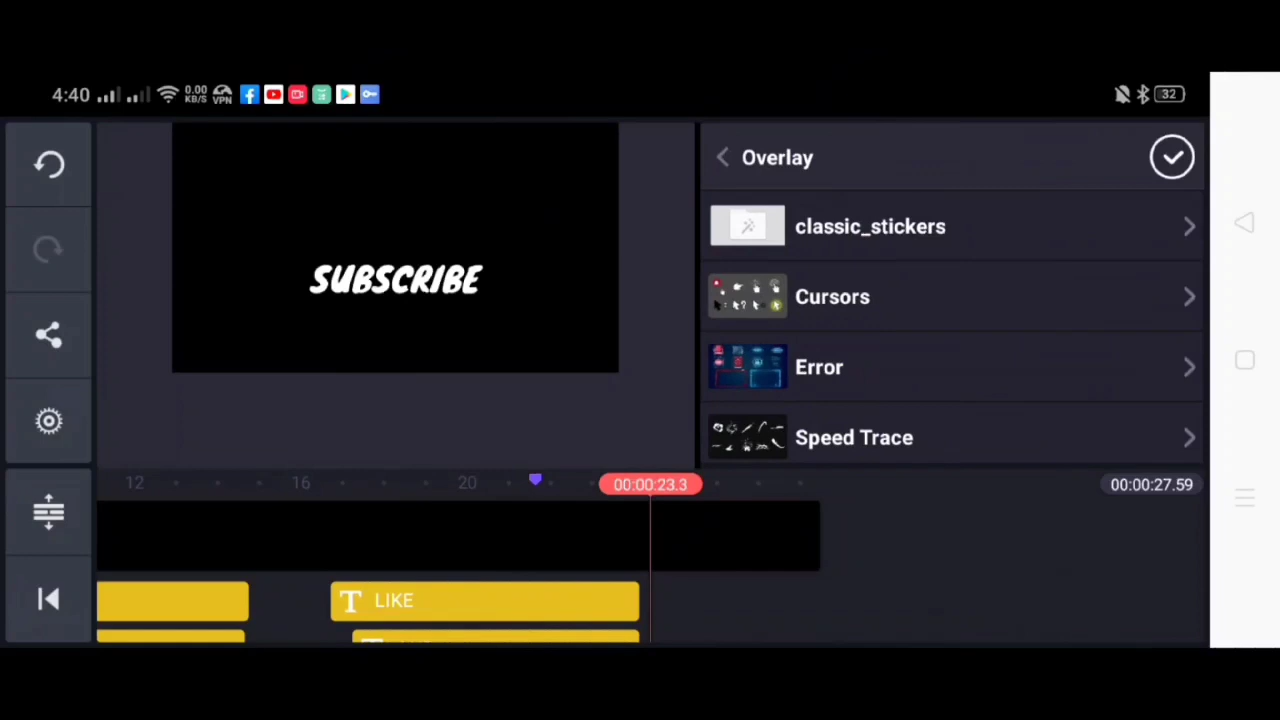 4:40 0.00 KB/S VPN 32
Overlay
classic_stickers
SUBSCRIBE
Cursors
Error
Speed Trace
12 16 20 00:00:23.3 00:00:27.59
T LIKE